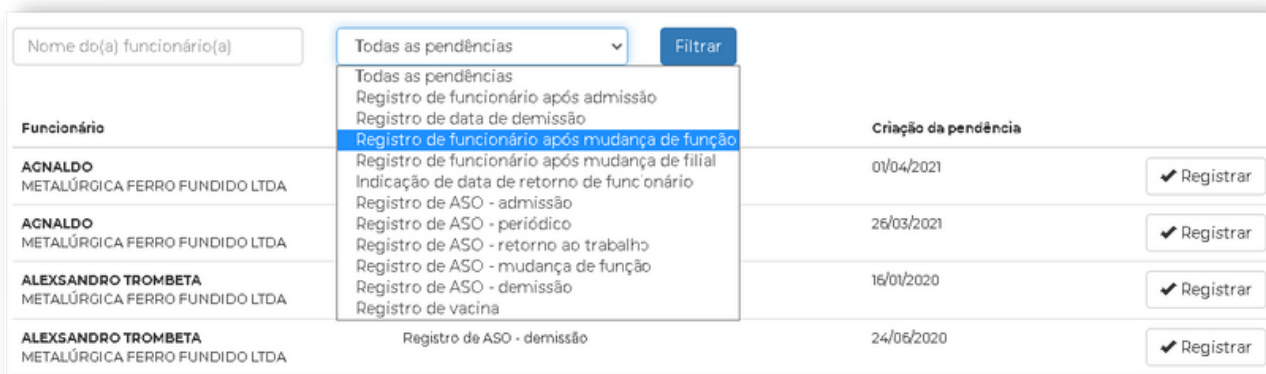 Nome do(a) funcionário(a)
Todas as pendências
Filtrar
Todas as pendências
Registro de funcionário após admissão
Registro de data de demissão
Registro de funcionário após mudança de função
Registro de funcionário após mudança de filial
Indicação de data de retorno de funcionário
Registro de ASO - admissão
Registro de ASO - periódico
Registro de ASO - retorno ao trabalho
Registro de ASO - mudança de função
Registro de ASO - demissão
Registro de vacina
Funcionário
Criação da pendência
AGNALDO
METALÚRGICA FERRO FUNDIDO LTDA
01/04/2021
Registrar
AGNALDO
METALÚRGICA FERRO FUNDIDO LTDA
26/03/2021
Registrar
ALEXSANDRO TROMBETA
METALÚRGICA FERRO FUNDIDO LTDA
16/01/2020
Registrar
ALEXSANDRO TROMBETA
METALÚRGICA FERRO FUNDIDO LTDA
Registro de ASO - demissão
24/06/2020
Registrar